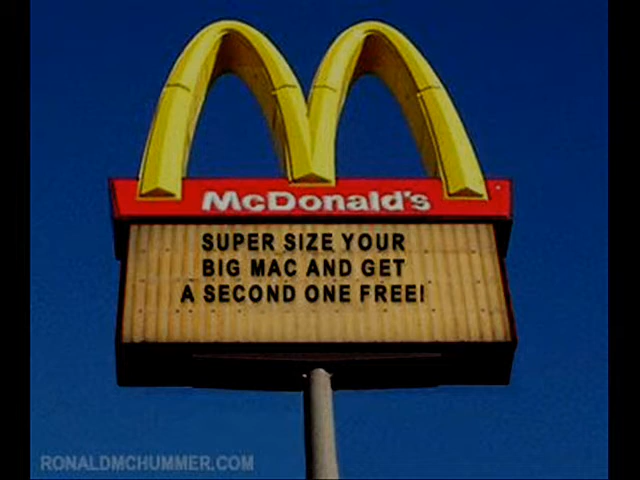 McDonald's
SUPER SIZE YOUR
BIG MAC AND GET
A SECOND ONE FREE!
RONALDMCHUMMER.COM